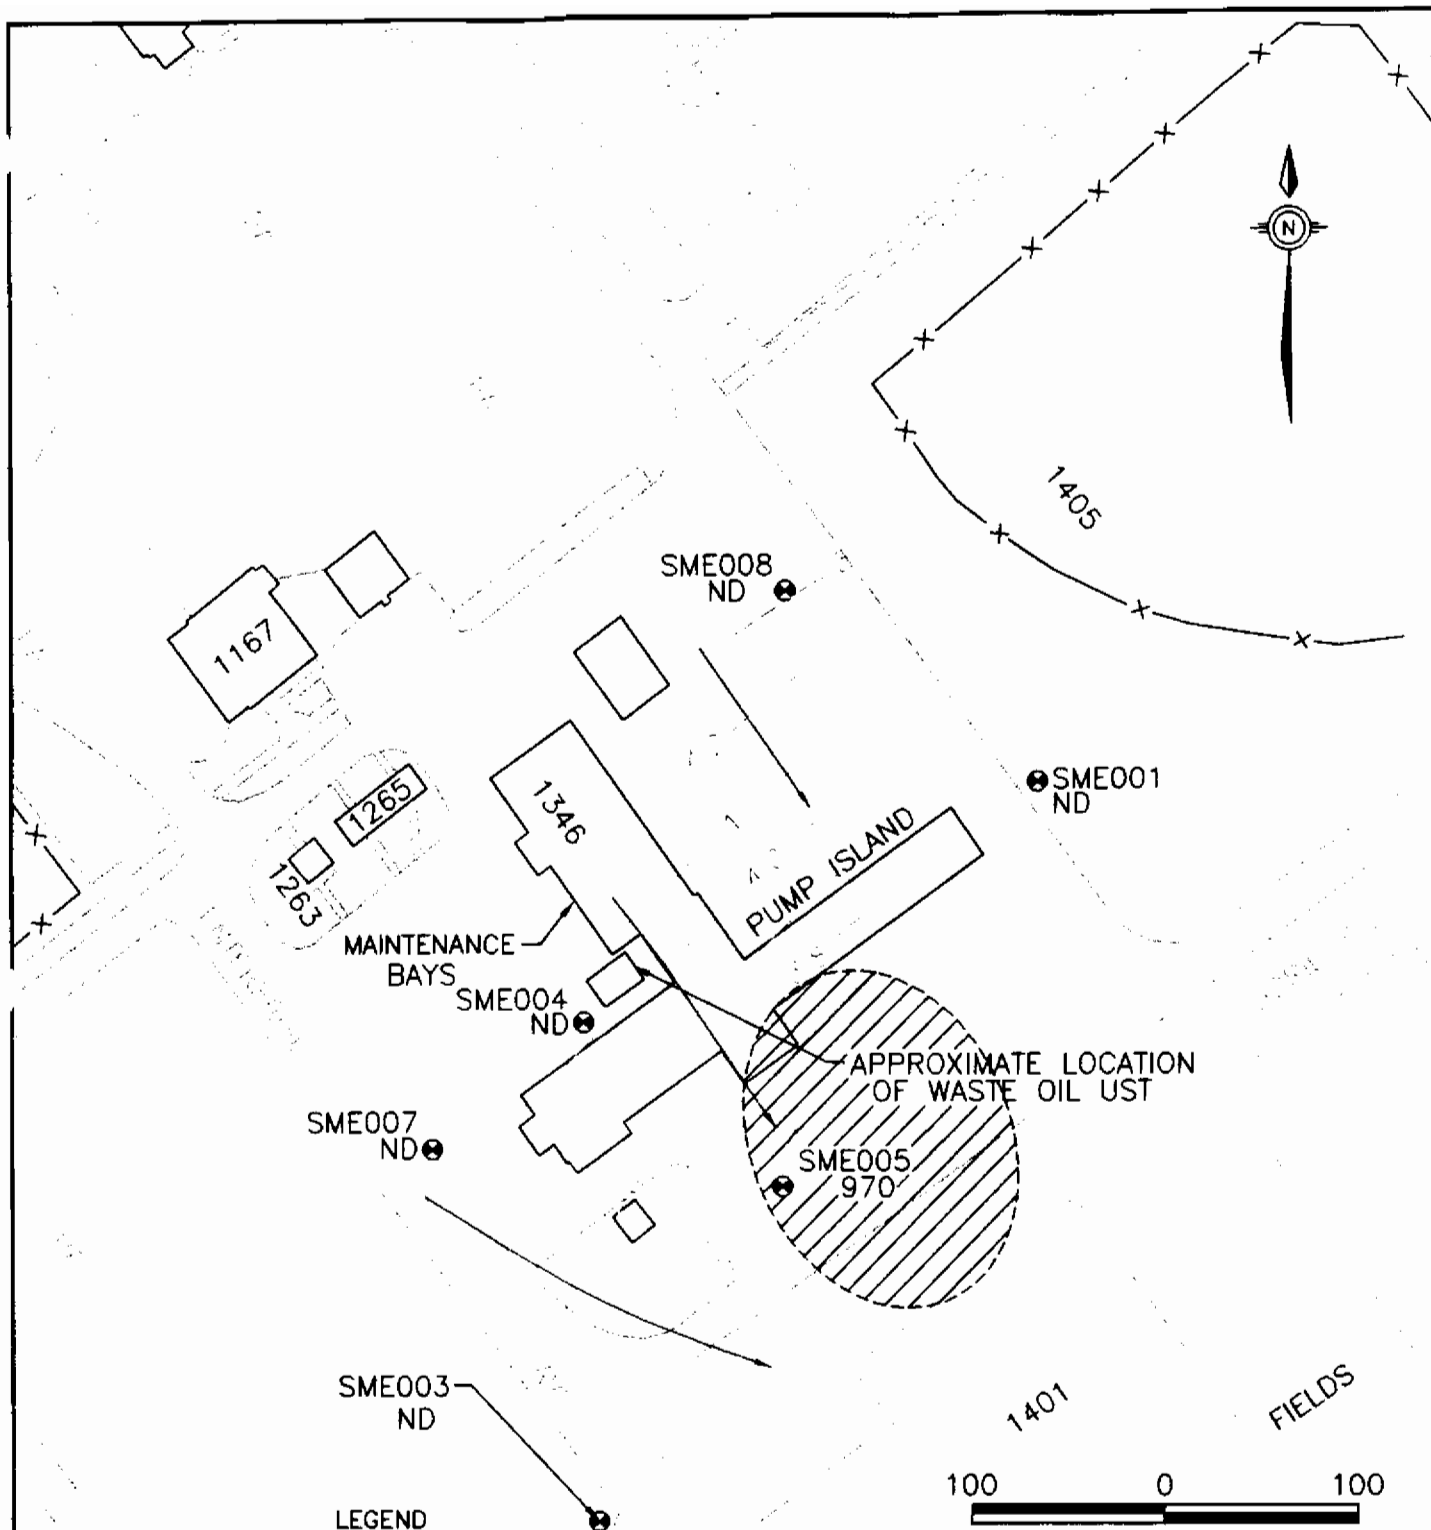 N
1405
SME008
ND
1167
SME001
ND
1265
1346
1263
PUMP ISLAND
MAINTENANCE
BAYS
SME004
ND
APPROXIMATE LOCATION
OF WASTE OIL UST
SME007
ND
SME005
970
SME003
ND
1401
FIELDS
100 0 100
LEGEND